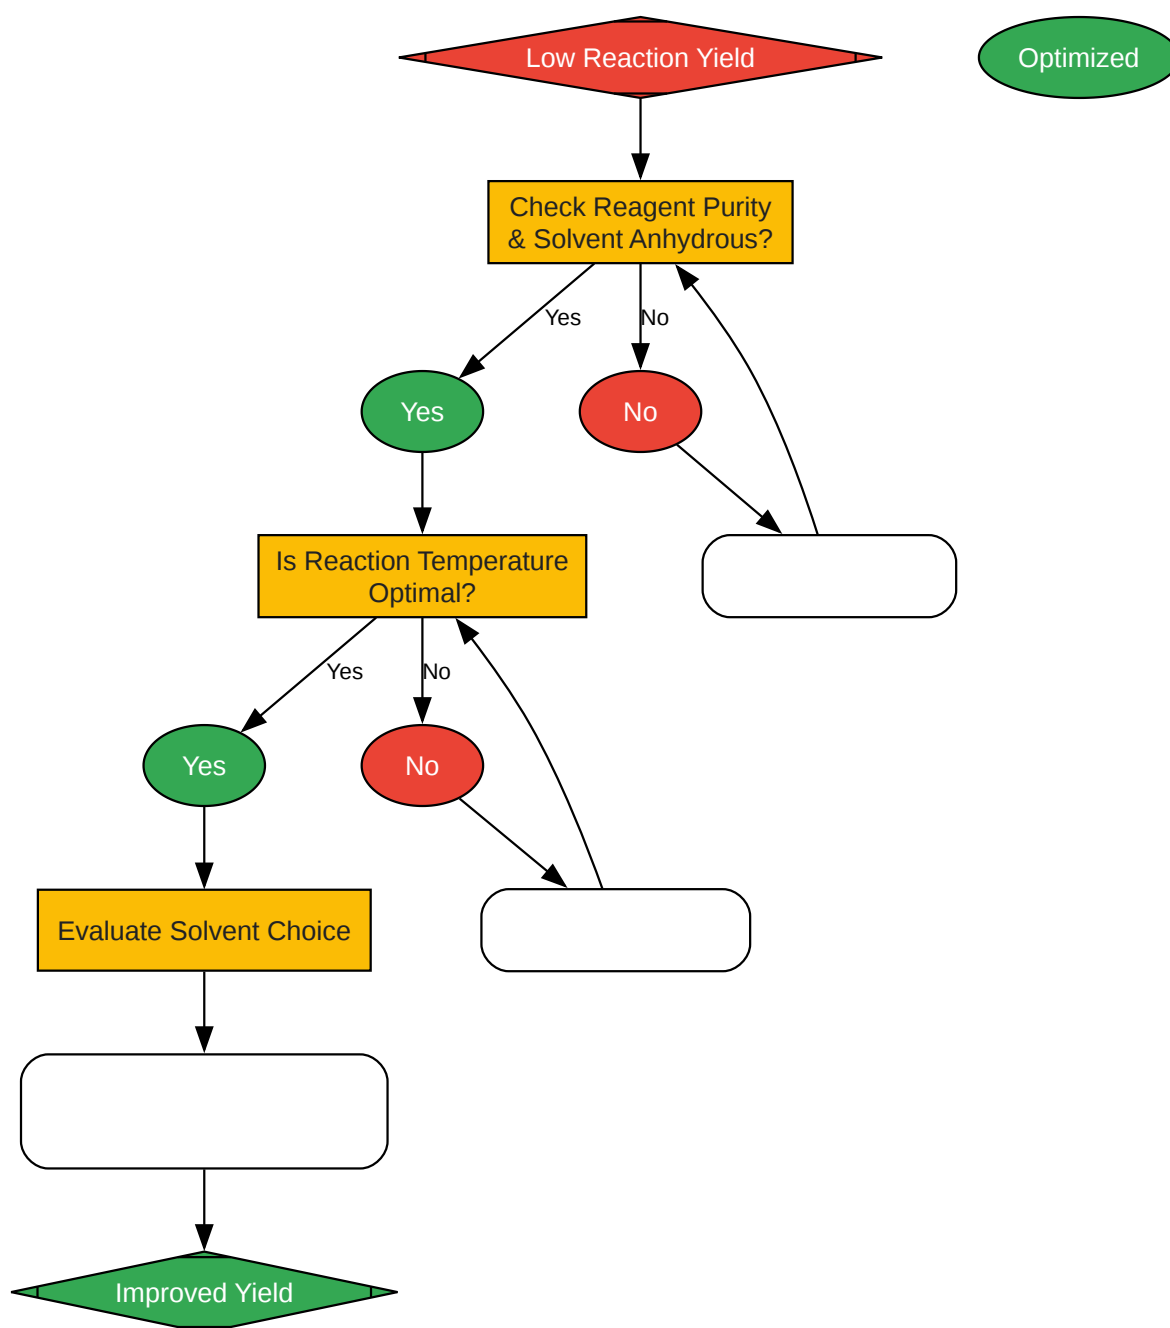 Low Reaction Yield
Optimized
Check Reagent Purity
& Solvent Anhydrous?
Yes
No
Yes
No
Is Reaction Temperature
Optimal?
Yes
No
Yes
No
Evaluate Solvent Choice
Improved Yield